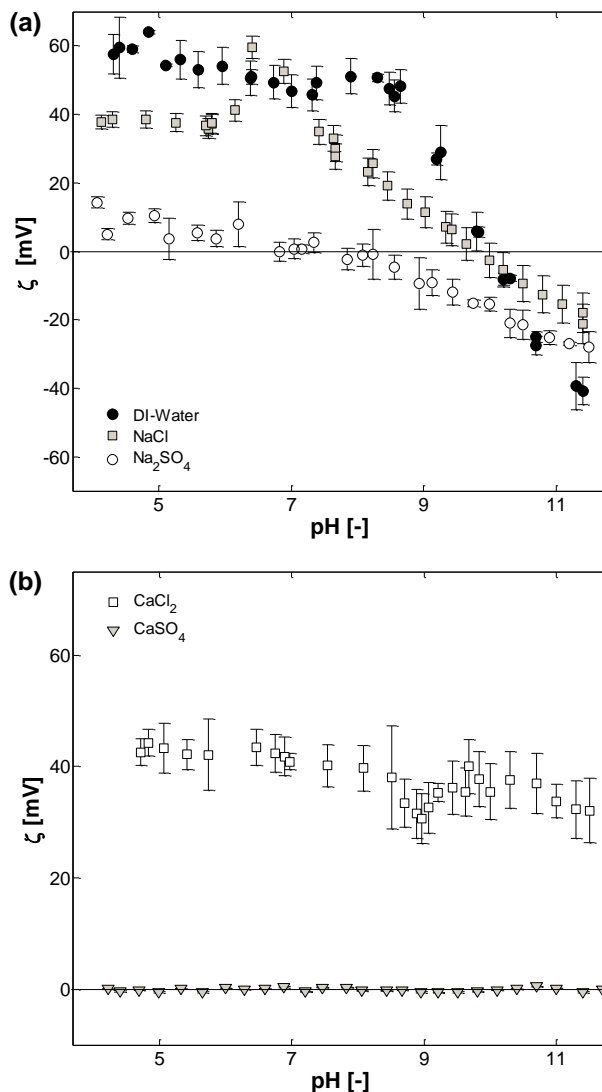 (a)
60
40
20
0
-20
-40
-60
ζ [mV]
DI-Water
NaCl
Na₂SO₄
5 7 9 11
pH [-]
(b)
CaCl₂
CaSO₄
60
40
20
0
ζ [mV]
5 7 9 11
pH [-]